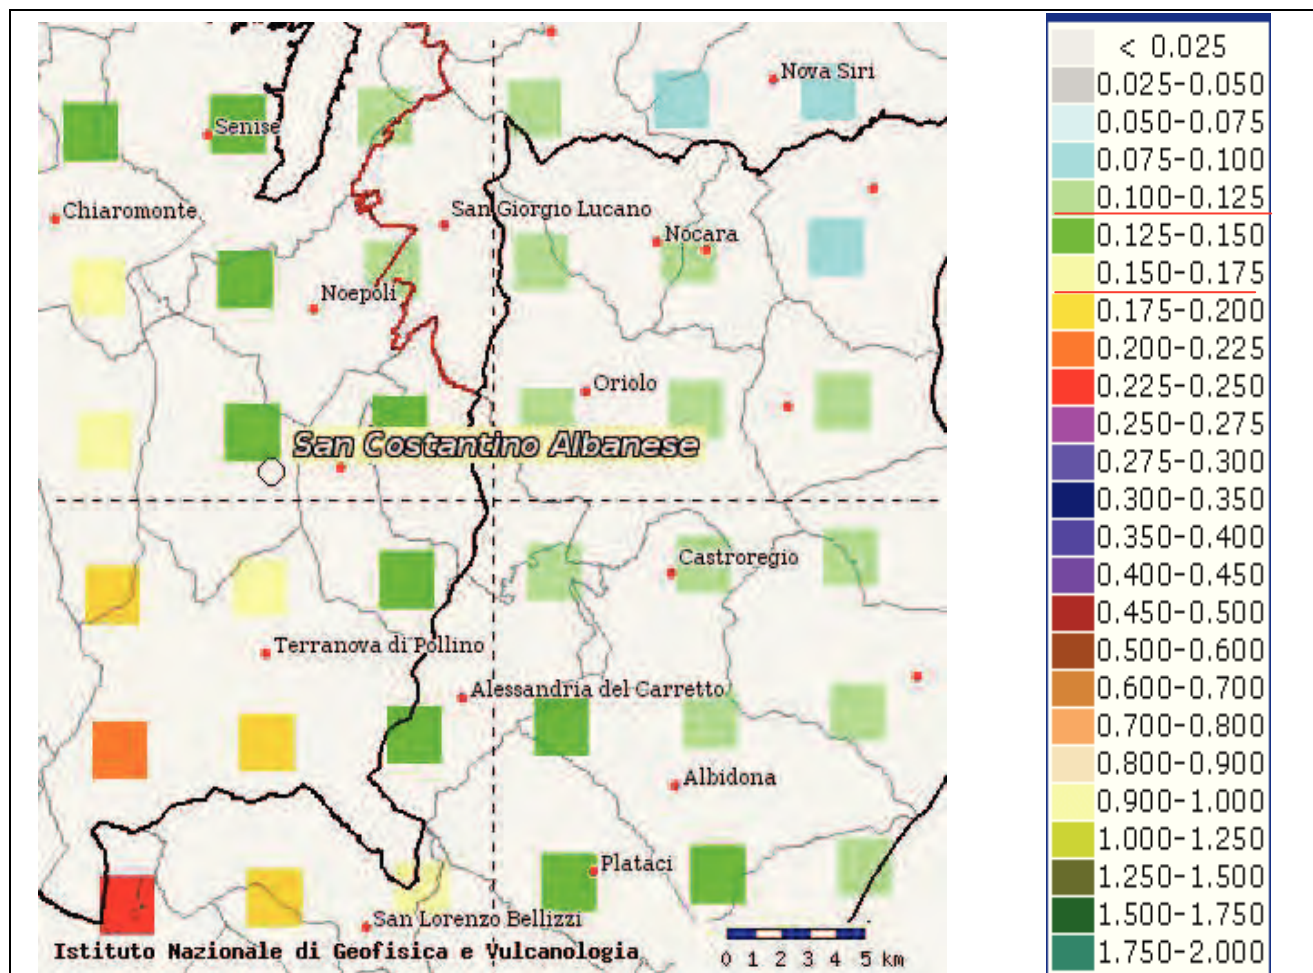 Nova Siri
Senise
Chiaromonte
San Giorgio Lucano
Nocara
Noepoli
Oriolo
San Costantino Albanese
Castroregio
Terranova di Pollino
Alessandria del Carretto
Albidona
Plataci
San Lorenzo Bellizzi
Istituto Nazionale di Geofisica e Vulcanologia
0 1 2 3 4 5 km
< 0.025
0.025-0.050
0.050-0.075
0.075-0.100
0.100-0.125
0.125-0.150
0.150-0.175
0.175-0.200
0.200-0.225
0.225-0.250
0.250-0.275
0.275-0.300
0.300-0.350
0.350-0.400
0.400-0.450
0.450-0.500
0.500-0.600
0.600-0.700
0.700-0.800
0.800-0.900
0.900-1.000
1.000-1.250
1.250-1.500
1.500-1.750
1.750-2.000